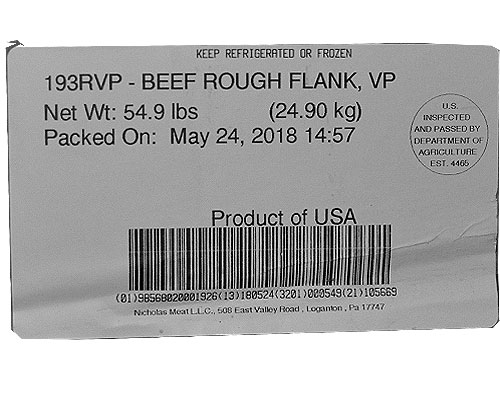 KEEP REFRIGERATED OR FROZEN
193RVP - BEEF ROUGH FLANK, VP
Net Wt: 54.9 lbs (24.90 kg)
Packed On: May 24, 2018 14:57
U.S.
INSPECTED
AND PASSED BY
DEPARTMENT OF
AGRICULTURE
EST. 4465
Product of USA
(01)98568020001926(13)180524(3201)000549(21)105669
Nicholas Meat L.L.C., 508 East Valley Road , Loganton , Pa 17747